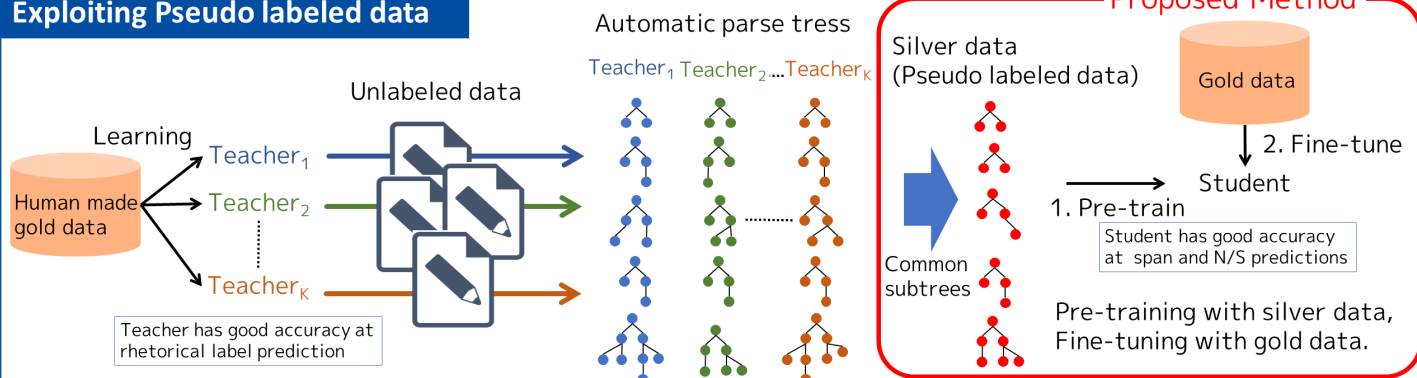 Exploiting Pseudo labeled data
Learning
Human made
gold data
Teacher1
Teacher2
TeacherK
Teacher has good accuracy at
rhetorical label prediction
Unlabeled data
Automatic parse tress
Teacher1 Teacher2....TeacherK
Proposed Method
Silver data
(Pseudo labeled data)
Common
subtrees
Gold data
2. Fine-tune
Student
1. Pre-train
Student has good accuracy
at span and N/S predictions
Pre-training with silver data,
Fine-tuning with gold data.